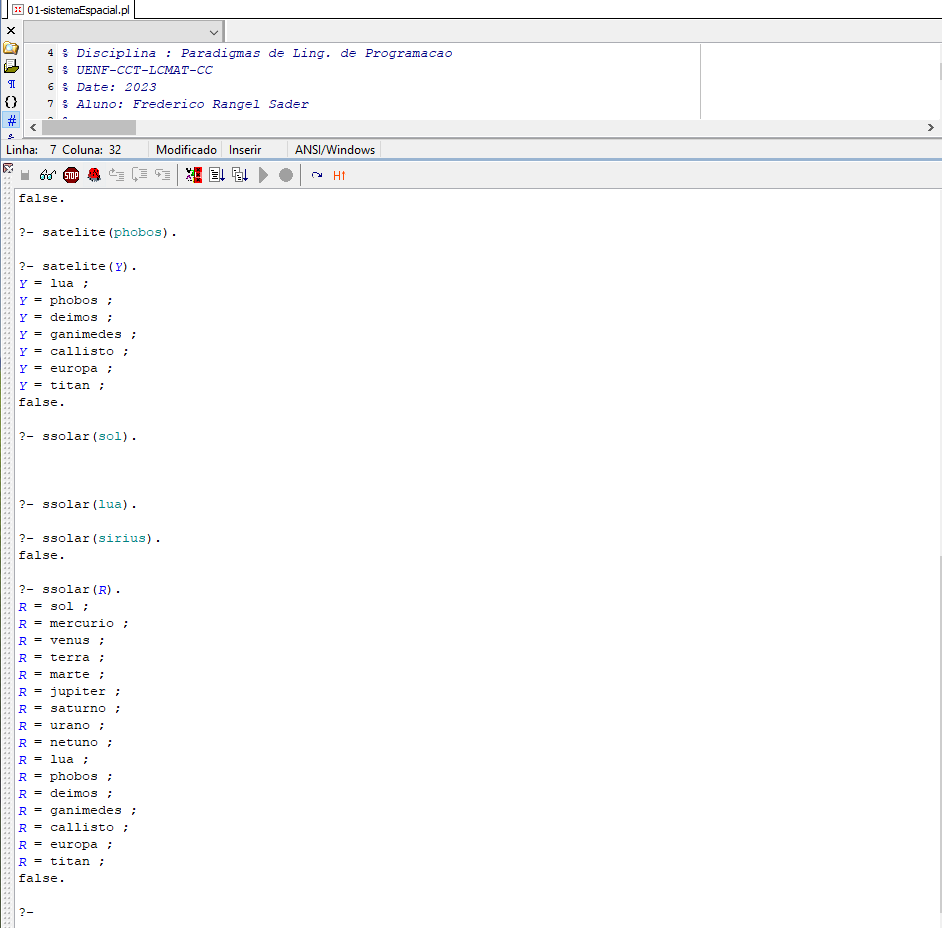 01-sistemaEspacial.pl
4 % Disciplina : Paradigmas de Ling. de Programacao
5 % UENF-CCT-LCMAT-CC
6 % Date: 2023
7 % Aluno: Frederico Rangel Sader
Linha: 7 Coluna: 32 Modificado Inserir ANSI/Windows
STOP H↑
false.
?- satelite(phobos).
?- satelite(Y).
Y = lua ;
Y = phobos ;
Y = deimos ;
Y = ganimedes ;
Y = callisto ;
Y = europa ;
Y = titan ;
false.
?- ssolar(sol).
?- ssolar(lua).
?- ssolar(sirius).
false.
?- ssolar(R).
R = sol ;
R = mercurio ;
R = venus ;
R = terra ;
R = marte ;
R = jupiter ;
R = saturno ;
R = urano ;
R = netuno ;
R = lua ;
R = phobos ;
R = deimos ;
R = ganimedes ;
R = callisto ;
R = europa ;
R = titan ;
false.
?-